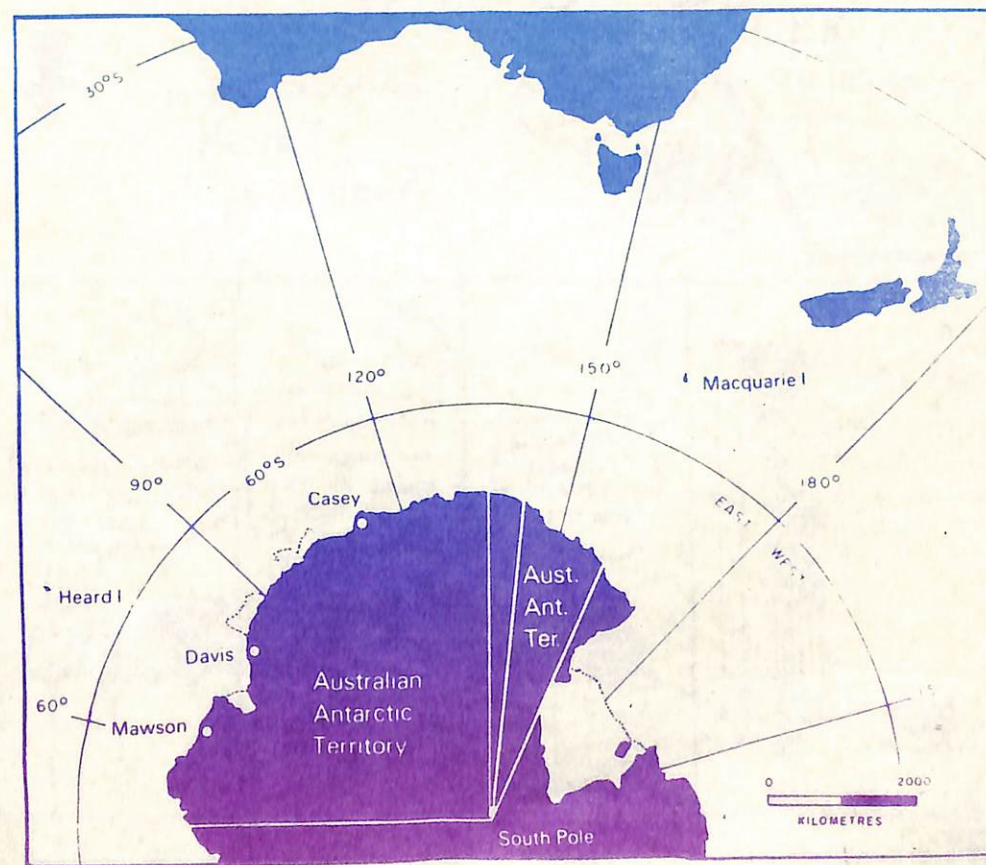 30°S
120°
150°
Macquarie I
90°
60°S
180°
Casey
EAST
WEST
Heard I
Aust.
Ant.
Ter.
Davis
Australian
Antarctic
Territory
60°
Mawson
15
0 2000
KILOMETRES
South Pole